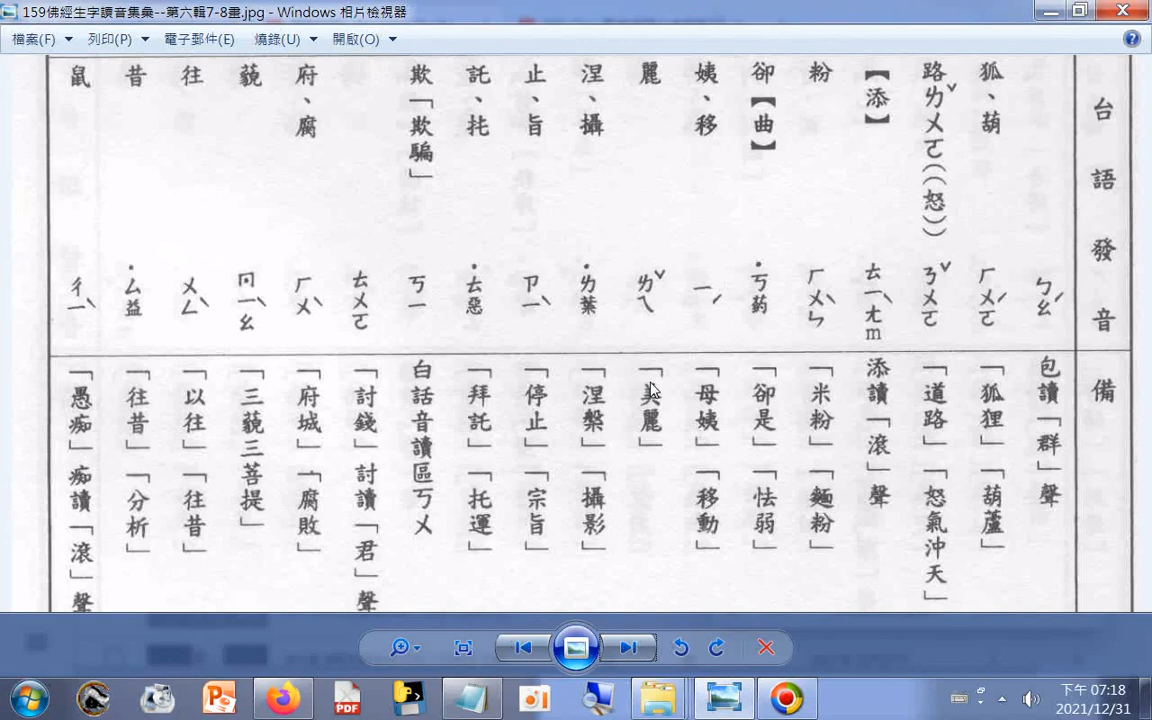 159佛經生字讀音集彙--第六輯7-8畫.jpg - Windows 相片檢視器
檔案(F) 列印(P) 電子郵件(E) 燒錄(U) 開啟(O)
台語發音
備
ㄅㄠˊ
包讀「群」聲
狐、葫
ㄏㄨㄛˊ
「狐狸」「葫蘆」
路ㄌㄨㄛˇ((怒))
ㄋㄨㄛˇ
「道路」「怒氣沖天」
【添】
ㄊㄧㄤm
添讀「滾」聲
粉
ㄏㄨㄣˋ
「米粉」「麵粉」
卻【曲】
˙ㄎ药
「卻是」「怯弱」
姨、移
ㄧˊ
「母姨」「移動」
麗
ㄌㄟˇ
「美麗」
涅、攝
˙ㄌ葉
「涅槃」「攝影」
止、旨
ㄗㄧˋ
「停止」「宗旨」
託、托
˙ㄊ惡
「拜託」「托運」
欺「欺騙」
ㄎㄧ
白話音讀區ㄎㄨ
ㄊㄨㄛ
「討錢」討讀「君」聲
府、腐
ㄏㄨˋ
「府城」「腐敗」
藐
ㄇㄧㄠˋ
「三藐三菩提」
往
ㄨㄥˋ
「以往」「往昔」
昔
˙ㄙ益
「往昔」「分析」
鼠
ㄔㄧˋ
「愚痴」痴讀「滾」聲
下午 07:18
2021/12/31